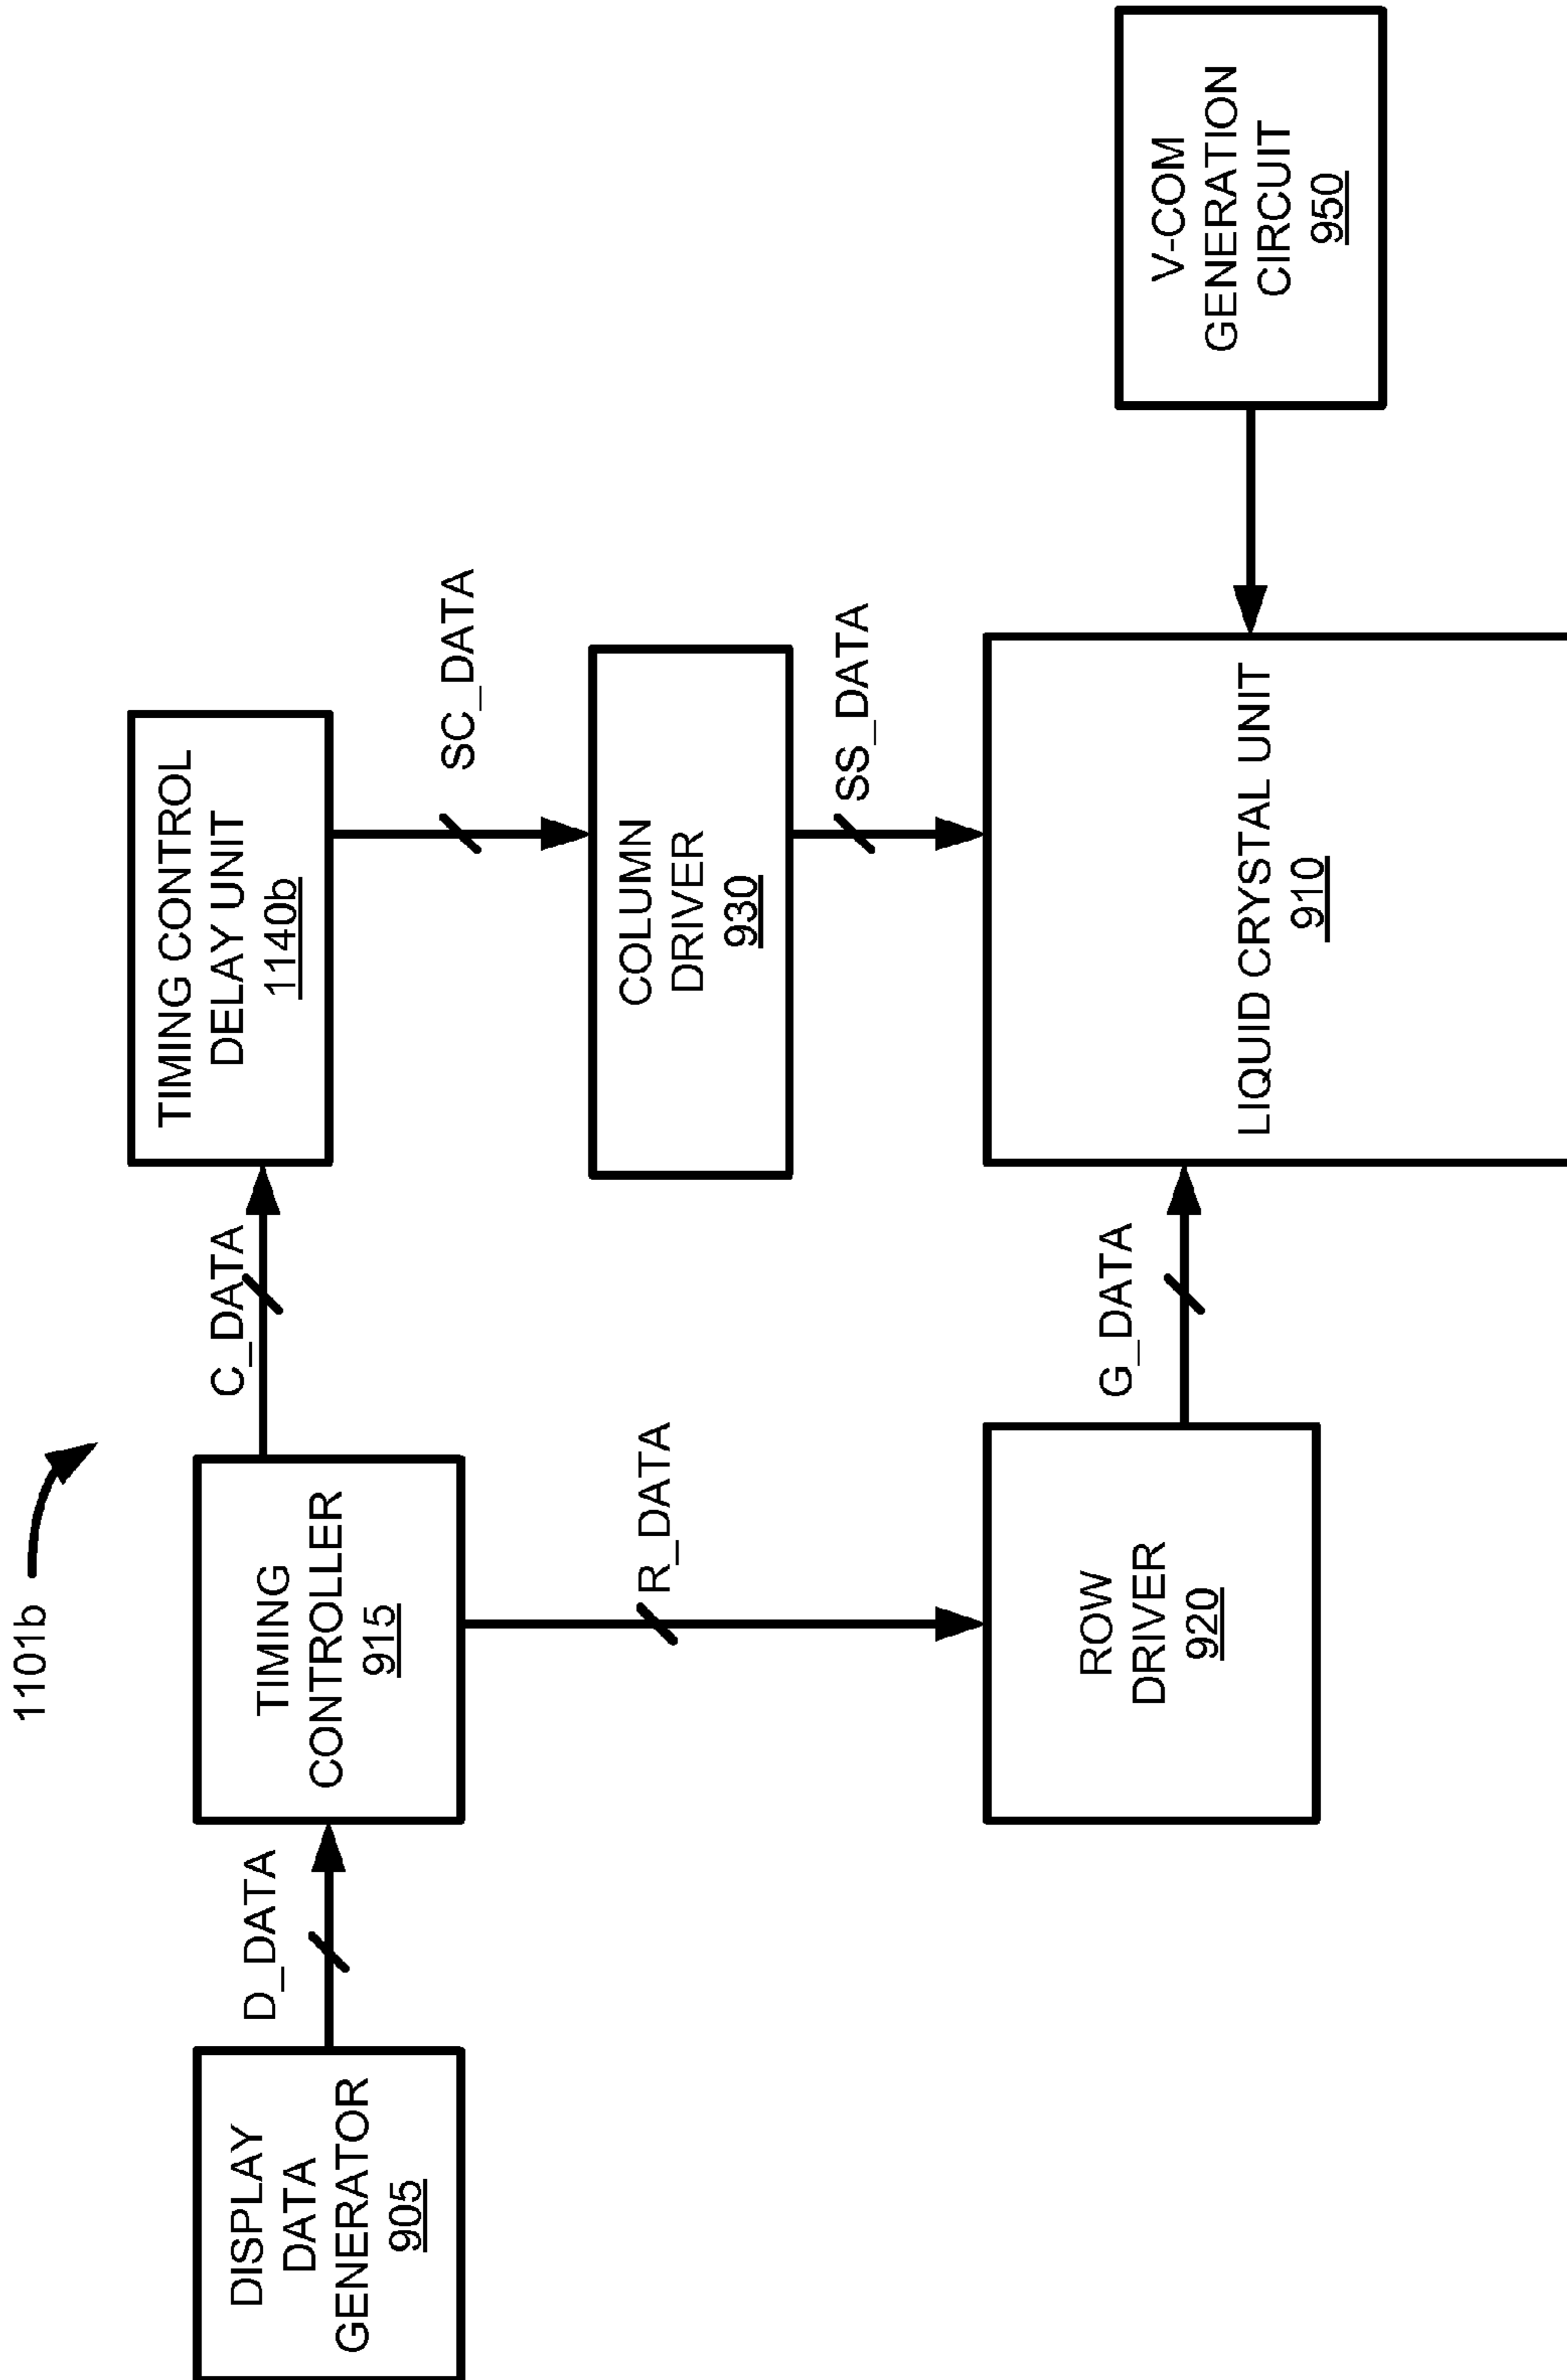 1101b
DISPLAY
DATA
GENERATOR
905
D_DATA
TIMING
CONTROLLER
915
C_DATA
TIMING CONTROL
DELAY UNIT
1140b
SC_DATA
R_DATA
COLUMN
DRIVER
930
SS_DATA
ROW
DRIVER
920
G_DATA
LIQUID CRYSTAL UNIT
910
V-COM
GENERATION
CIRCUIT
950